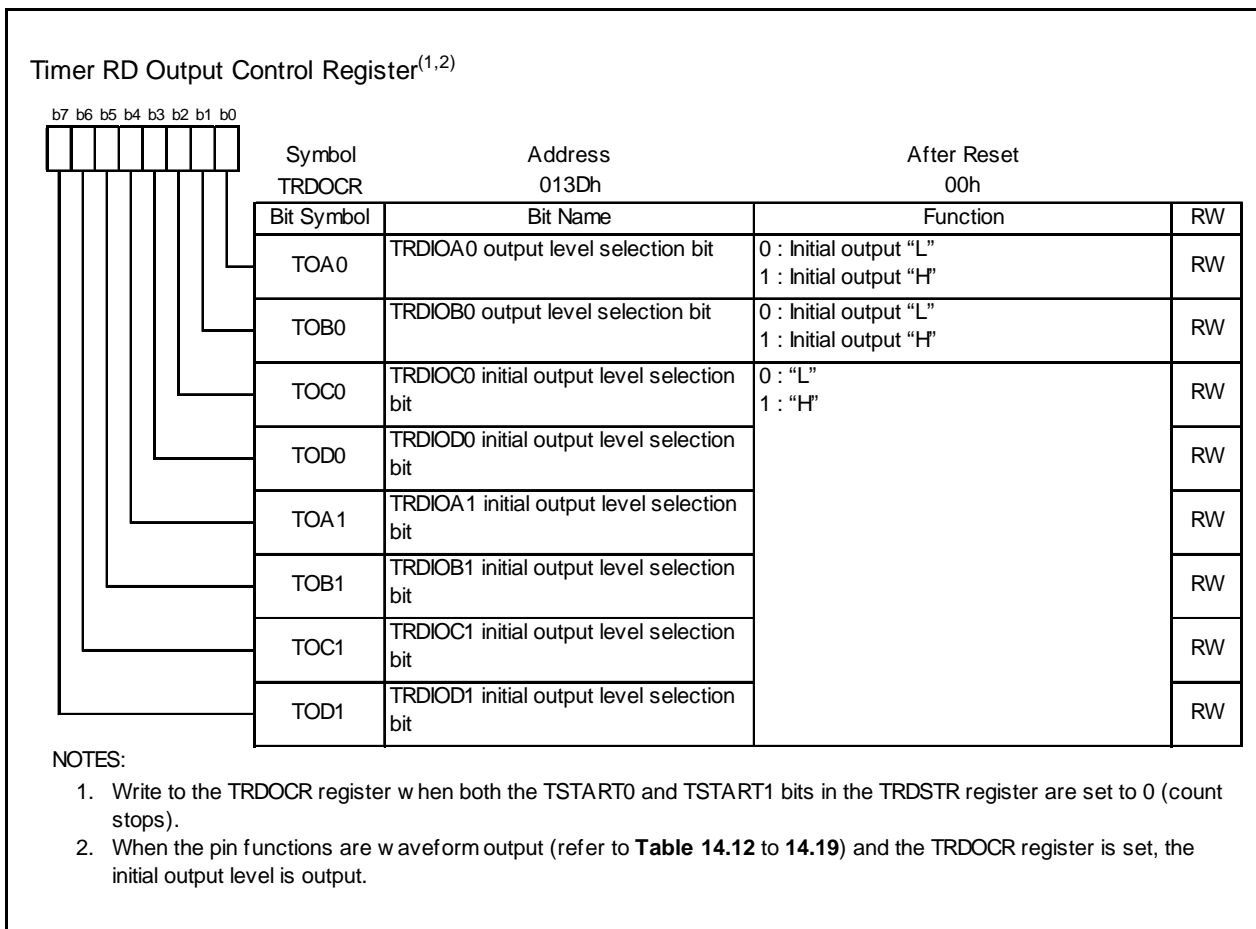 Timer RD Output Control Register(1,2)
b7 b6 b5 b4 b3 b2 b1 b0
Symbol Address After Reset
TRDOCR 013Dh 00h
Bit Symbol Bit Name Function RW
TOA0 TRDIOA0 output level selection bit 0 : Initial output “L”
1 : Initial output “H” RW
TOB0 TRDIOB0 output level selection bit 0 : Initial output “L”
1 : Initial output “H” RW
TOC0 TRDIOC0 initial output level selection 0 : “L”
bit 1 : “H” RW
TOD0 TRDIOD0 initial output level selection
bit RW
TOA1 TRDIOA1 initial output level selection
bit RW
TOB1 TRDIOB1 initial output level selection
bit RW
TOC1 TRDIOC1 initial output level selection
bit RW
TOD1 TRDIOD1 initial output level selection
bit RW
NOTES:
1. Write to the TRDOCR register when both the TSTART0 and TSTART1 bits in the TRDSTR register are set to 0 (count
stops).
2. When the pin functions are waveform output (refer to Table 14.12 to 14.19) and the TRDOCR register is set, the
initial output level is output.